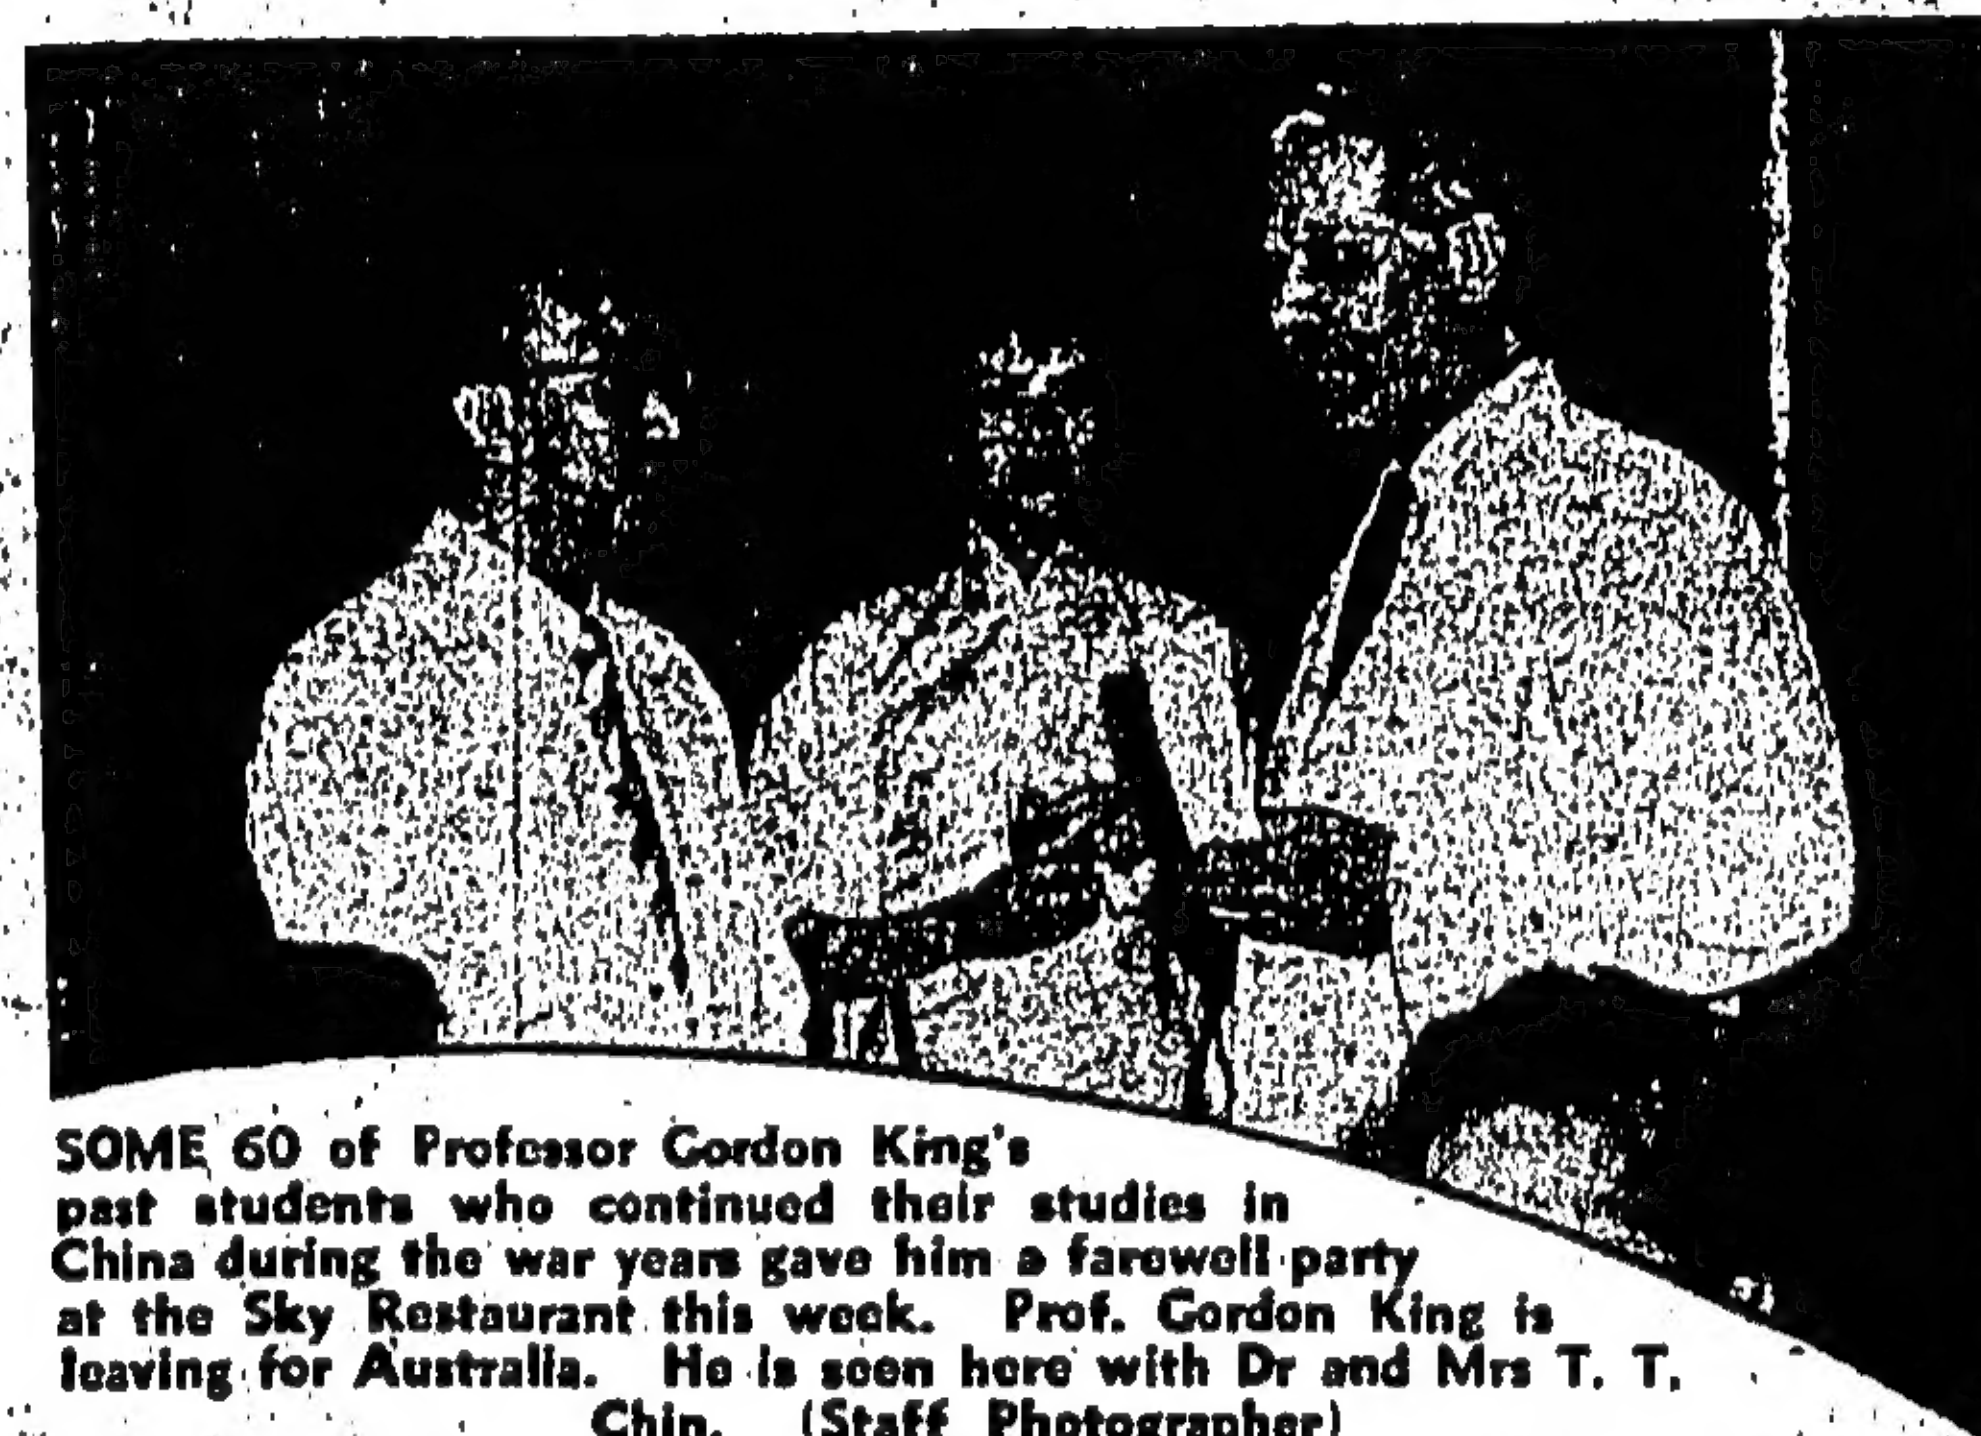 SOME 60 of Professor Gordon King's
past students who continued their studies in
China during the war years gave him a farewell party
at the Sky Restaurant this week. Prof. Gordon King is
leaving for Australia. He is seen here with Dr and Mrs T. T.
Chin. (Staff Photographer)